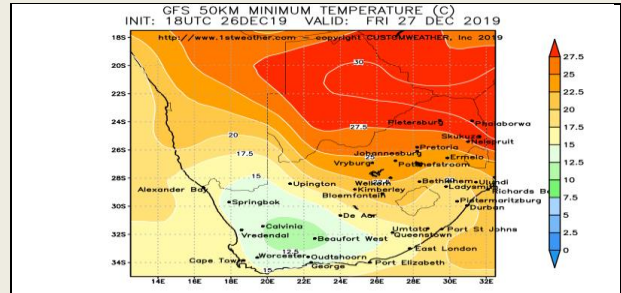 GFS 50KM MINIMUM TEMPERATURE (C)
INIT: 18UTC 26DEC19 VALID: FRI 27 DEC 2019
http://www.1stweather.com - copyright CUSTOMWEATHER, Inc 2019
18S
20S
22S
24S
26S
28S
30S
32S
34S
30
27.5
Pietersburg
Phalaborwa
Skukuza
Nelspruit
20
17.5
15
Pretoria
Johannesburg
25
Ermelo
Vryburg
Potchefstroom
Welkom
Bethlehem
Ulundi
Alexander Bay
Upington
Kimberley
Ladysmith
Richards B
Bloemfontein
Springbok
Pietermaritzburg
Durban
De Aar
Calvinia
Vredendal
Umtata
Port St Johns
Beaufort West
Queenstown
12.5
East London
Cape Town
Worcester
Oudtshoorn
15
George
Port Elizabeth
14E 16E 18E 20E 22E 24E 26E 28E 30E 32E
27.5
25
22.5
20
17.5
15
12.5
10
7.5
5
2.5
0